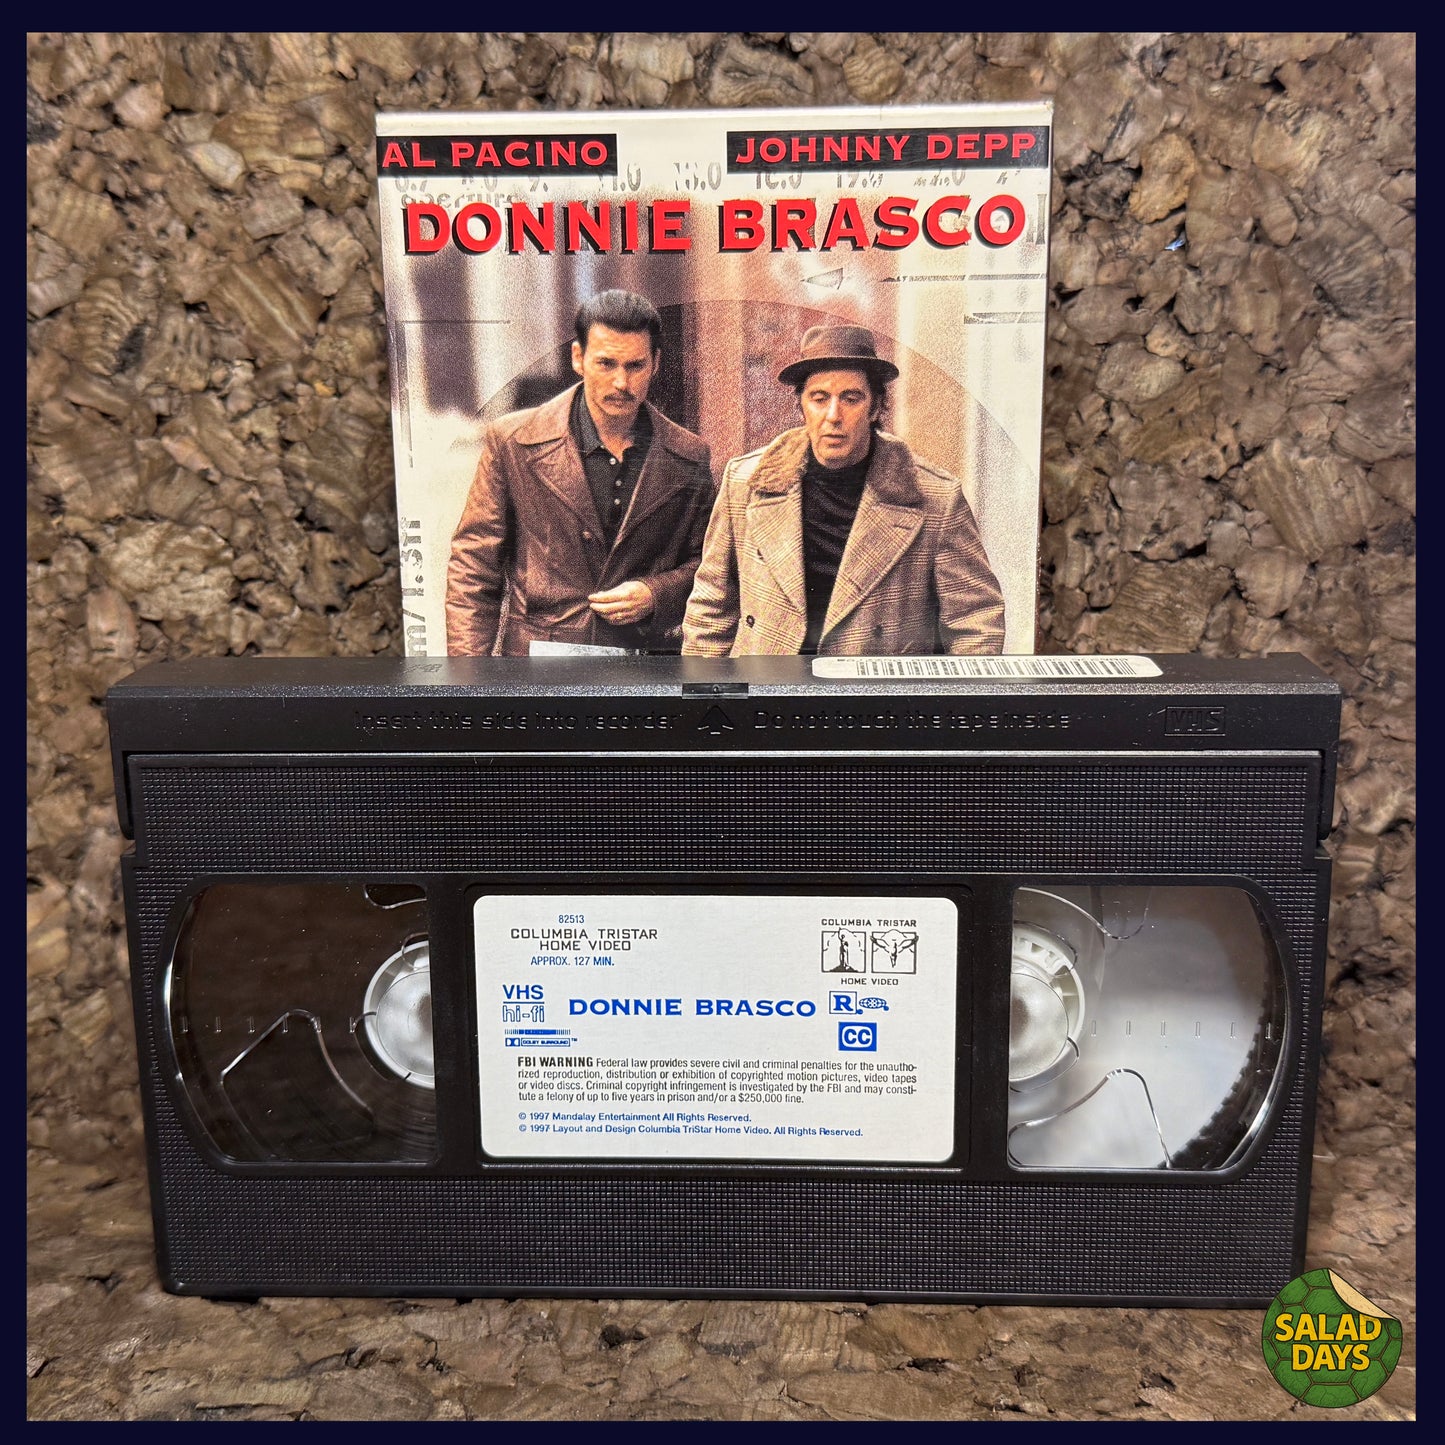 AL PACINO
JOHNNY DEPP
DONNIE BRASCO
Insert this side into recorder
Do not touch the tape inside
VHS
82513
COLUMBIA TRISTAR
HOME VIDEO
APPROX. 127 MIN.
COLUMBIA TRISTAR
HOME VIDEO
VHS
hi-fi
DOLBY SURROUND™
DONNIE BRASCO
R
CC
FBI WARNING Federal law provides severe civil and criminal penalties for the unautho-
rized reproduction, distribution or exhibition of copyrighted motion pictures, video tapes
or video discs. Criminal copyright infringement is investigated by the FBI and may consti-
tute a felony of up to five years in prison and/or a $250,000 fine.
© 1997 Mandalay Entertainment All Rights Reserved.
© 1997 Layout and Design Columbia TriStar Home Video. All Rights Reserved.
SALAD
DAYS